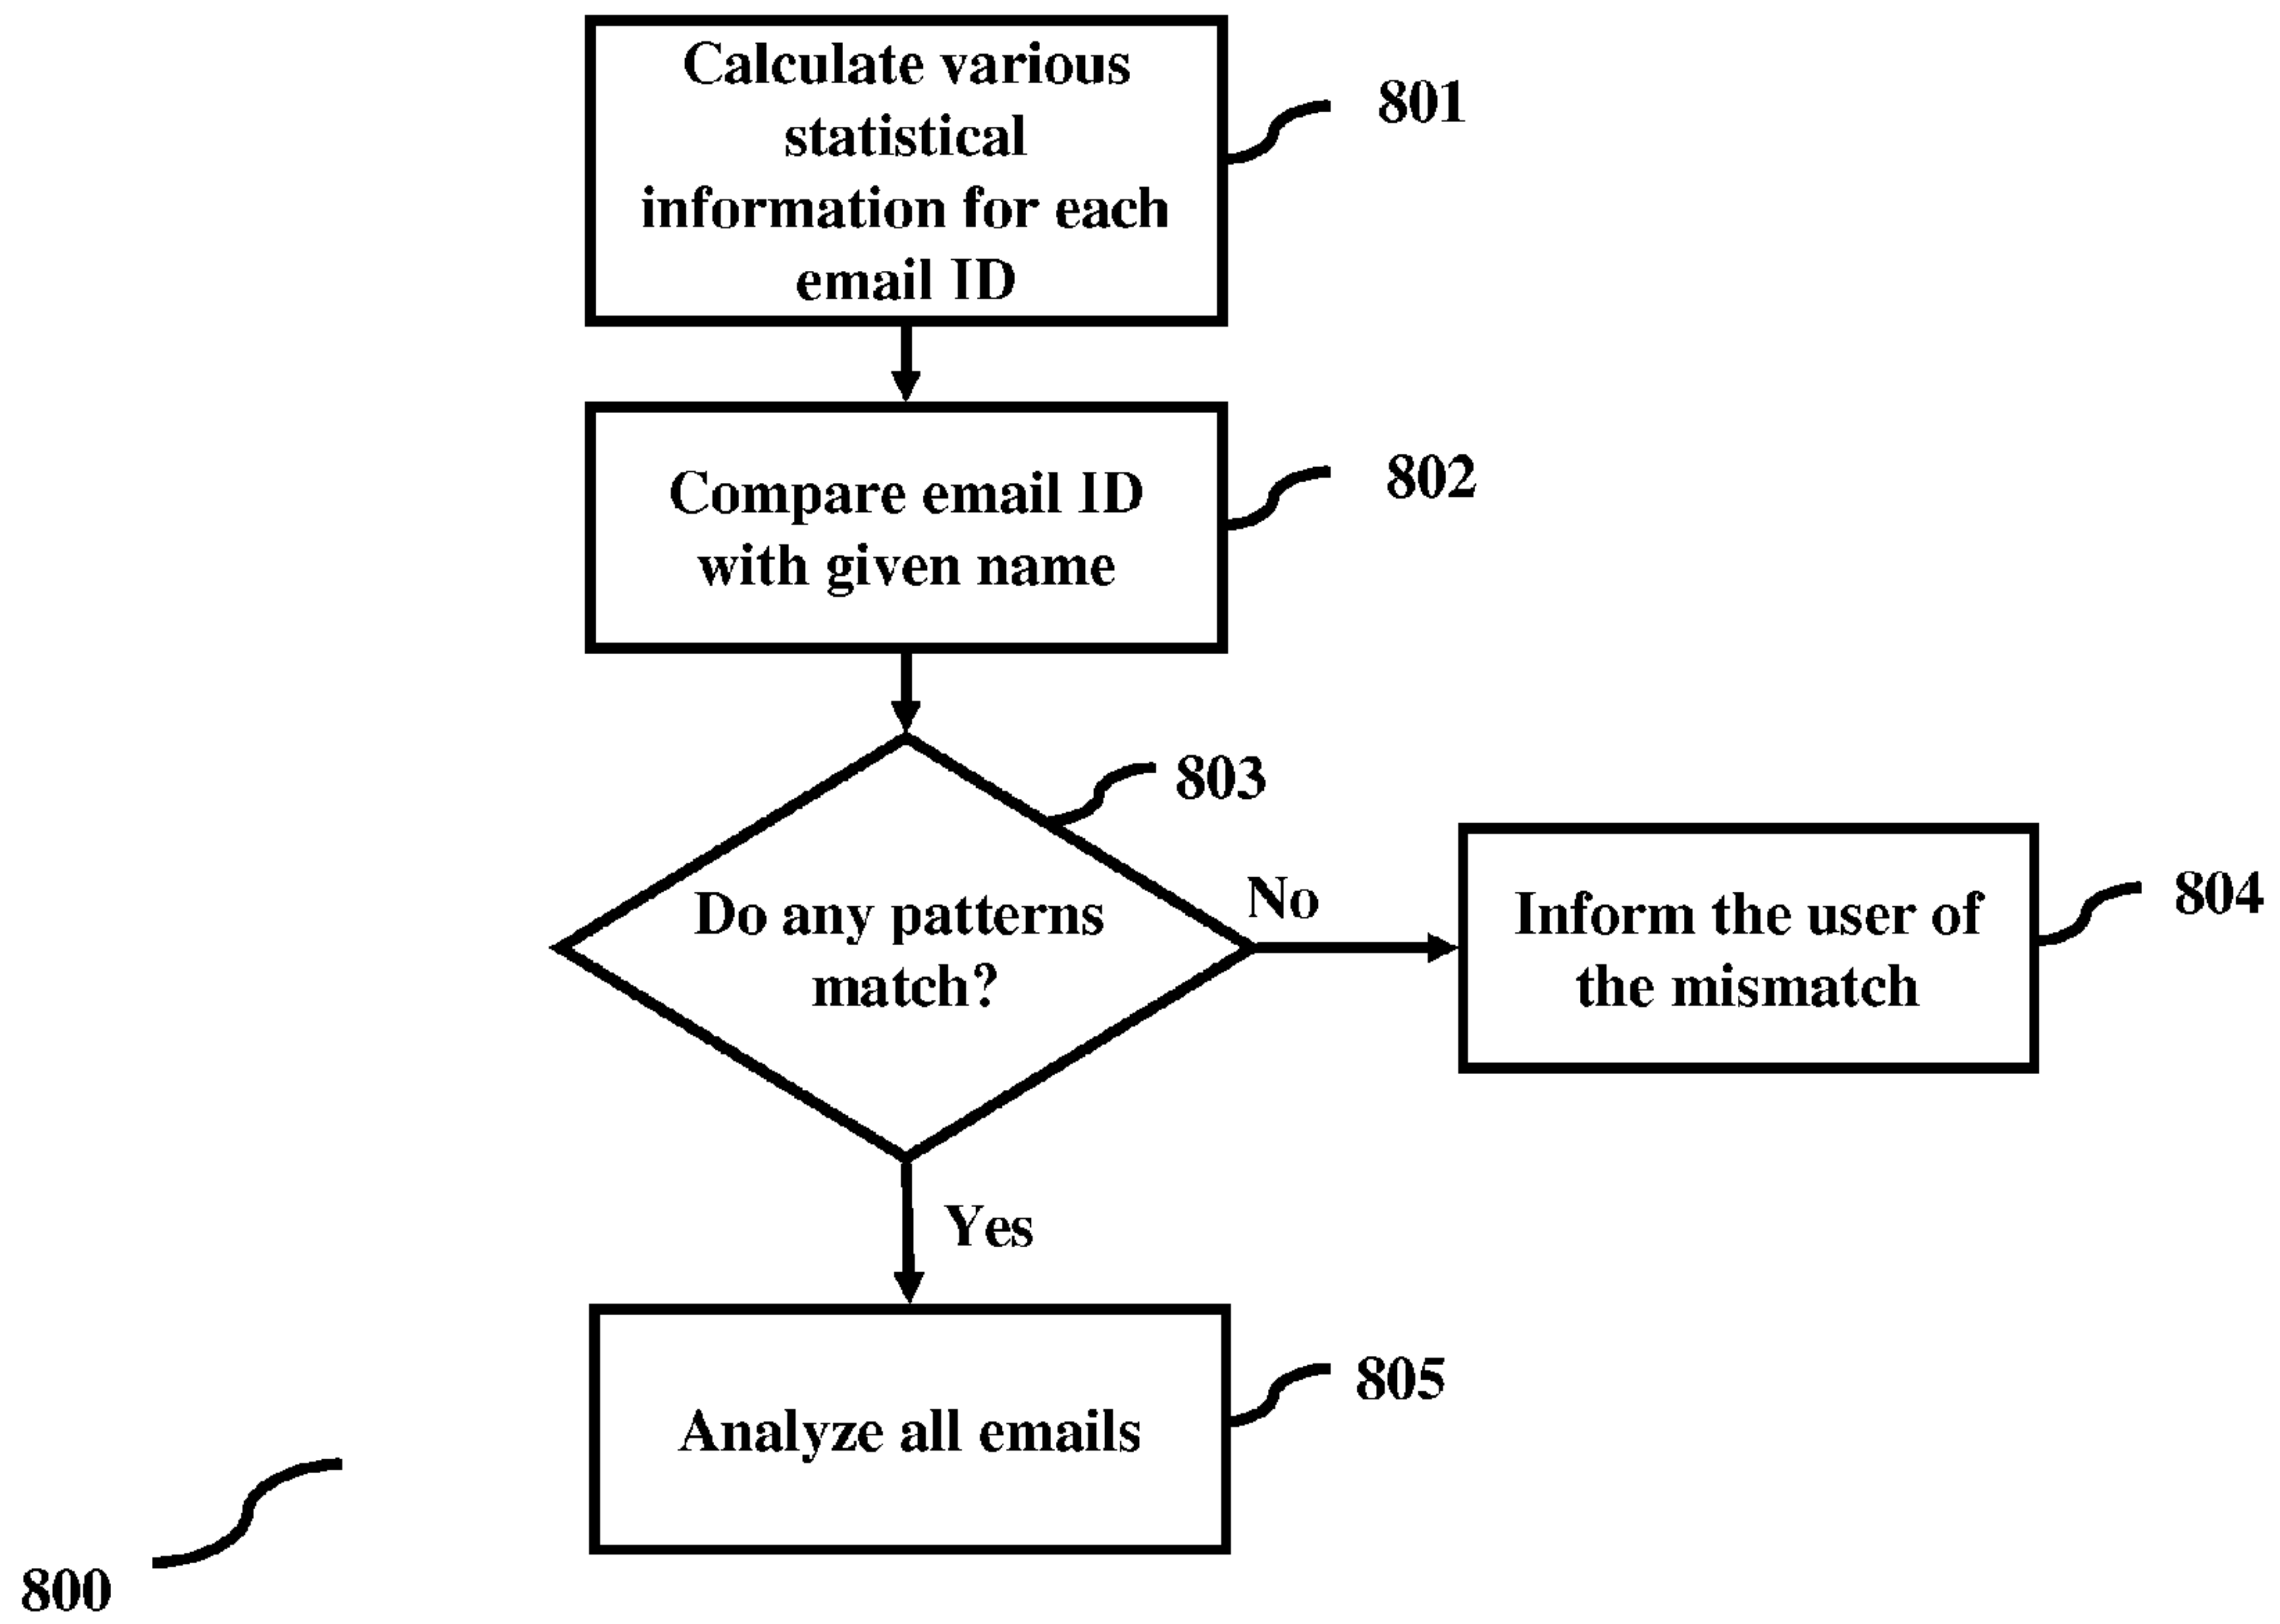 Calculate various
statistical
information for each
email ID
801
Compare email ID
with given name
802
803
Do any patterns
match?
No
Inform the user of
the mismatch
804
Yes
Analyze all emails
805
800